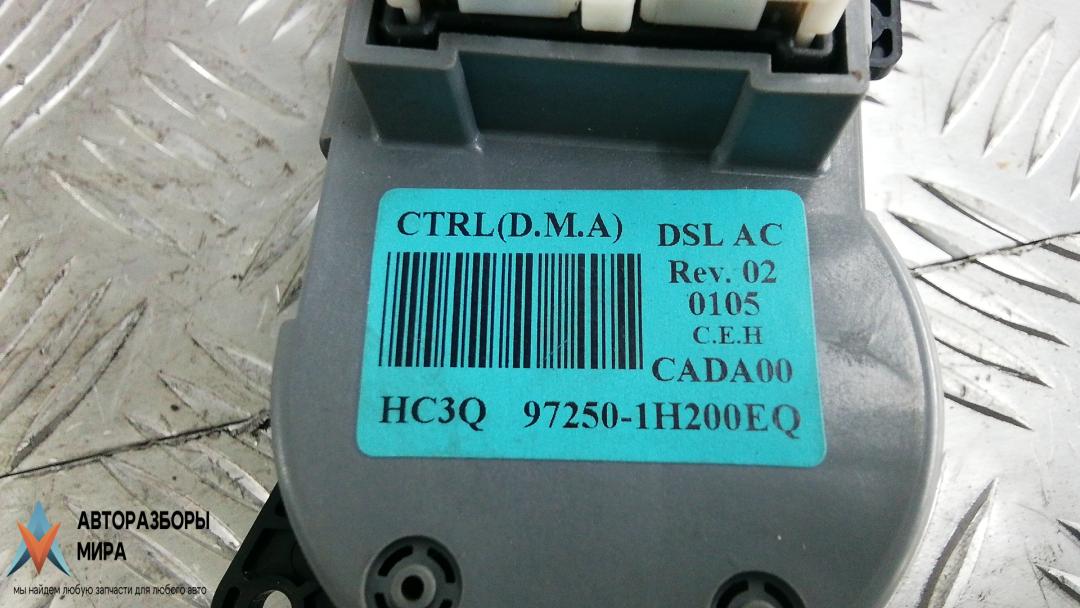 CTRL(D.M.A)
DSL AC
Rev. 02
0105
C.E.H
CADA00
HC3Q 97250-1H200EQ
АВТОРАЗБОРЫ
МИРА
мы найдем любую запчасти для любого авто